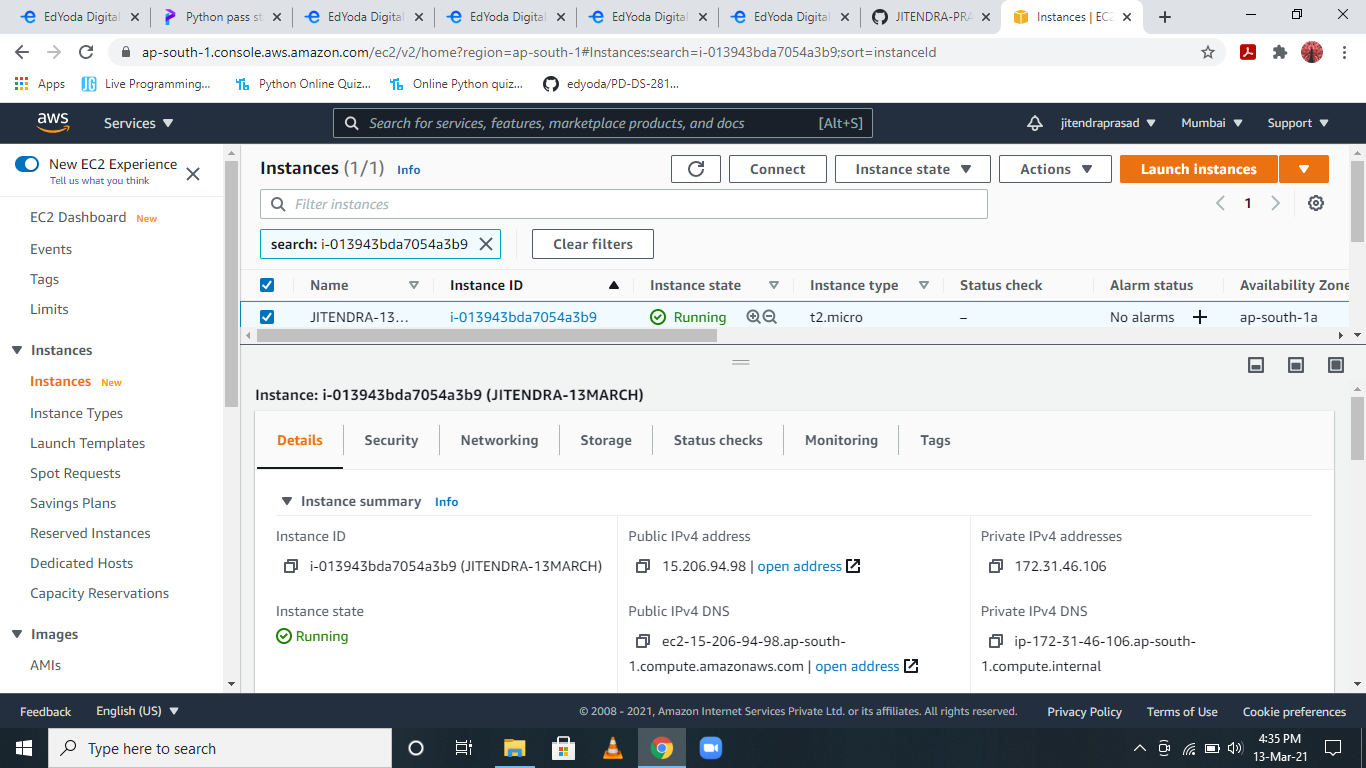 EdYoda Digital
Python pass st
EdYoda Digital
EdYoda Digital
EdYoda Digital
EdYoda Digital
JITENDRA-PRA
Instances | EC2
ap-south-1.console.aws.amazon.com/ec2/v2/home?region=ap-south-1#Instances:search=i-013943bda7054a3b9;sort=instanceId
Apps
Live Programming...
Python Online Quiz...
Online Python quiz...
edyoda/PD-DS-281...
aws
Services
Search for services, features, marketplace products, and docs
[Alt+S]
jitendraprasad
Mumbai
Support
New EC2 Experience
Tell us what you think
EC2 Dashboard New
Events
Tags
Limits
Instances
Instances New
Instance Types
Launch Templates
Spot Requests
Savings Plans
Reserved Instances
Dedicated Hosts
Capacity Reservations
Images
AMIs
Instances (1/1) Info
Connect
Instance state
Actions
Launch instances
Filter instances
1
search: i-013943bda7054a3b9
Clear filters
Name
Instance ID
Instance state
Instance type
Status check
Alarm status
Availability Zone
JITENDRA-13...
i-013943bda7054a3b9
Running
t2.micro
–
No alarms
ap-south-1a
Instance: i-013943bda7054a3b9 (JITENDRA-13MARCH)
Details
Security
Networking
Storage
Status checks
Monitoring
Tags
Instance summary Info
Instance ID
i-013943bda7054a3b9 (JITENDRA-13MARCH)
Public IPv4 address
15.206.94.98 | open address
Private IPv4 addresses
172.31.46.106
Instance state
Running
Public IPv4 DNS
ec2-15-206-94-98.ap-south-
1.compute.amazonaws.com | open address
Private IPv4 DNS
ip-172-31-46-106.ap-south-
1.compute.internal
Feedback
English (US)
© 2008 - 2021, Amazon Internet Services Private Ltd. or its affiliates. All rights reserved.
Privacy Policy
Terms of Use
Cookie preferences
Type here to search
4:35 PM
13-Mar-21